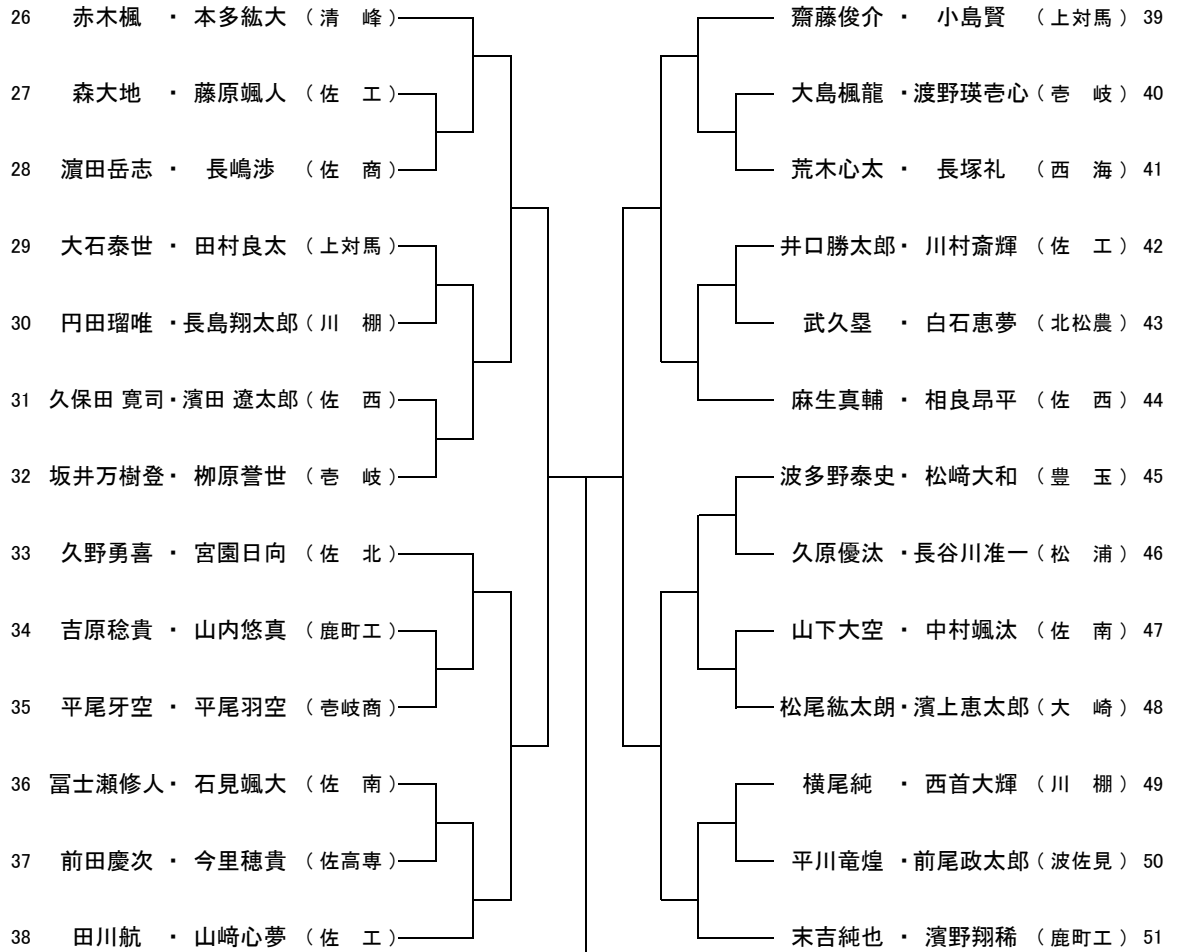 26 赤木楓 ・ 本多紘大 （ 清 峰 ）
27 森大地 ・ 藤原颯人 （ 佐 工 ）
28 濵田岳志 ・ 長嶋渉 （ 佐 商 ）
29 大石泰世 ・ 田村良太 （ 上対馬 ）
30 円田瑠唯 ・ 長島翔太郎 （ 川 棚 ）
31 久保田 寛司 ・ 濱田 遼太郎 （ 佐 西 ）
32 坂井万樹登 ・ 栁原誉世 （ 壱 岐 ）
33 久野勇喜 ・ 宮園日向 （ 佐 北 ）
34 吉原稔貴 ・ 山内悠真 （ 鹿町工 ）
35 平尾牙空 ・ 平尾羽空 （ 壱岐商 ）
36 冨士瀬修人 ・ 石見颯大 （ 佐 南 ）
37 前田慶次 ・ 今里穂貴 （ 佐高専 ）
38 田川航 ・ 山﨑心夢 （ 佐 工 ）
齋藤俊介 ・ 小島賢 （ 上対馬 ） 39
大島楓龍 ・ 渡野瑛壱心 （ 壱 岐 ） 40
荒木心太 ・ 長塚礼 （ 西 海 ） 41
井口勝太郎 ・ 川村斎輝 （ 佐 工 ） 42
武久塁 ・ 白石恵夢 （ 北松農 ） 43
麻生真輔 ・ 相良昂平 （ 佐 西 ） 44
波多野泰史 ・ 松﨑大和 （ 豊 玉 ） 45
久原優汰 ・ 長谷川准一 （ 松 浦 ） 46
山下大空 ・ 中村颯汰 （ 佐 南 ） 47
松尾紘太朗 ・ 濱上恵太郎 （ 大 崎 ） 48
横尾純 ・ 西首大輝 （ 川 棚 ） 49
平川竜煌 ・ 前尾政太郎 （ 波佐見 ） 50
末吉純也 ・ 濱野翔稀 （ 鹿町工 ） 51